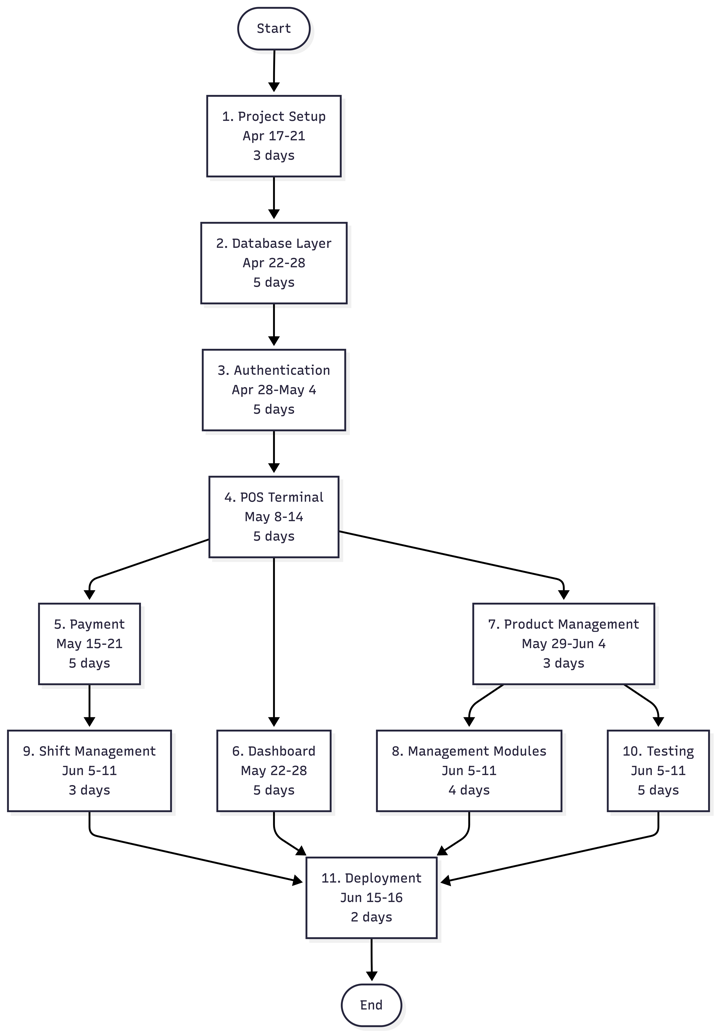 Start
1. Project Setup
Apr 17-21
3 days
2. Database Layer
Apr 22-28
5 days
3. Authentication
Apr 28-May 4
5 days
4. POS Terminal
May 8-14
5 days
5. Payment
May 15-21
5 days
7. Product Management
May 29-Jun 4
3 days
9. Shift Management
Jun 5-11
3 days
6. Dashboard
May 22-28
5 days
8. Management Modules
Jun 5-11
4 days
10. Testing
Jun 5-11
5 days
11. Deployment
Jun 15-16
2 days
End